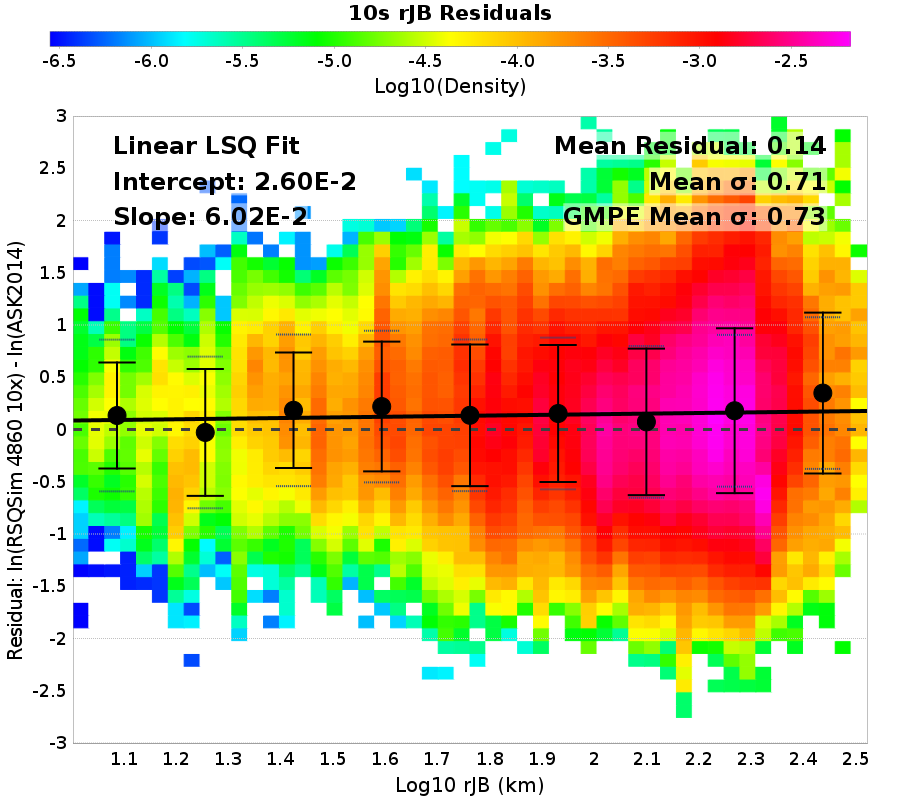 10s rJB Residuals
-6.5 -6.0 -5.5 -5.0 -4.5 -4.0 -3.5 -3.0 -2.5
Log10(Density)
Linear LSQ Fit
Intercept: 2.60E-2
Slope: 6.02E-2
Mean Residual: 0.14
Mean σ: 0.71
GMPE Mean σ: 0.73
Residual: ln(RSQSim 4860 10x) - ln(ASK2014)
3
2.5
2
1.5
1
0.5
0
-0.5
-1
-1.5
-2
-2.5
-3
1.1 1.2 1.3 1.4 1.5 1.6 1.7 1.8 1.9 2 2.1 2.2 2.3 2.4 2.5
Log10 rJB (km)